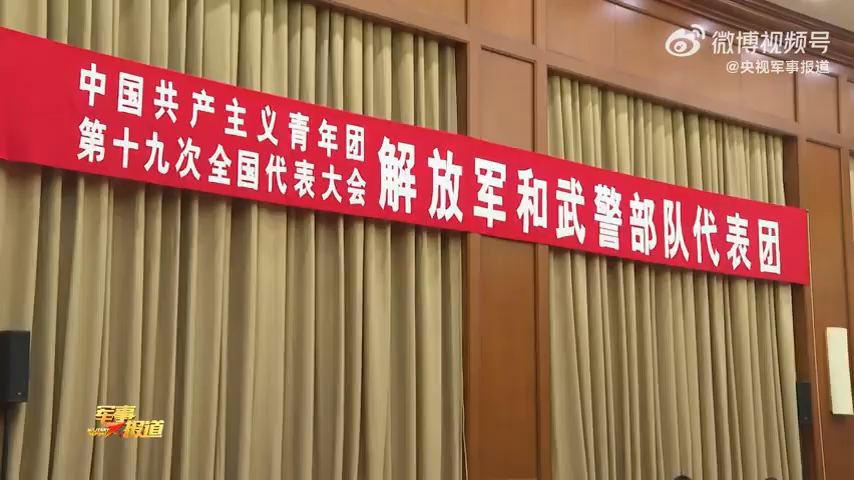 微博视频号
@央视军事报道
中国共产主义青年团
第十九次全国代表大会
解放军和武警部队代表团
军事
报道